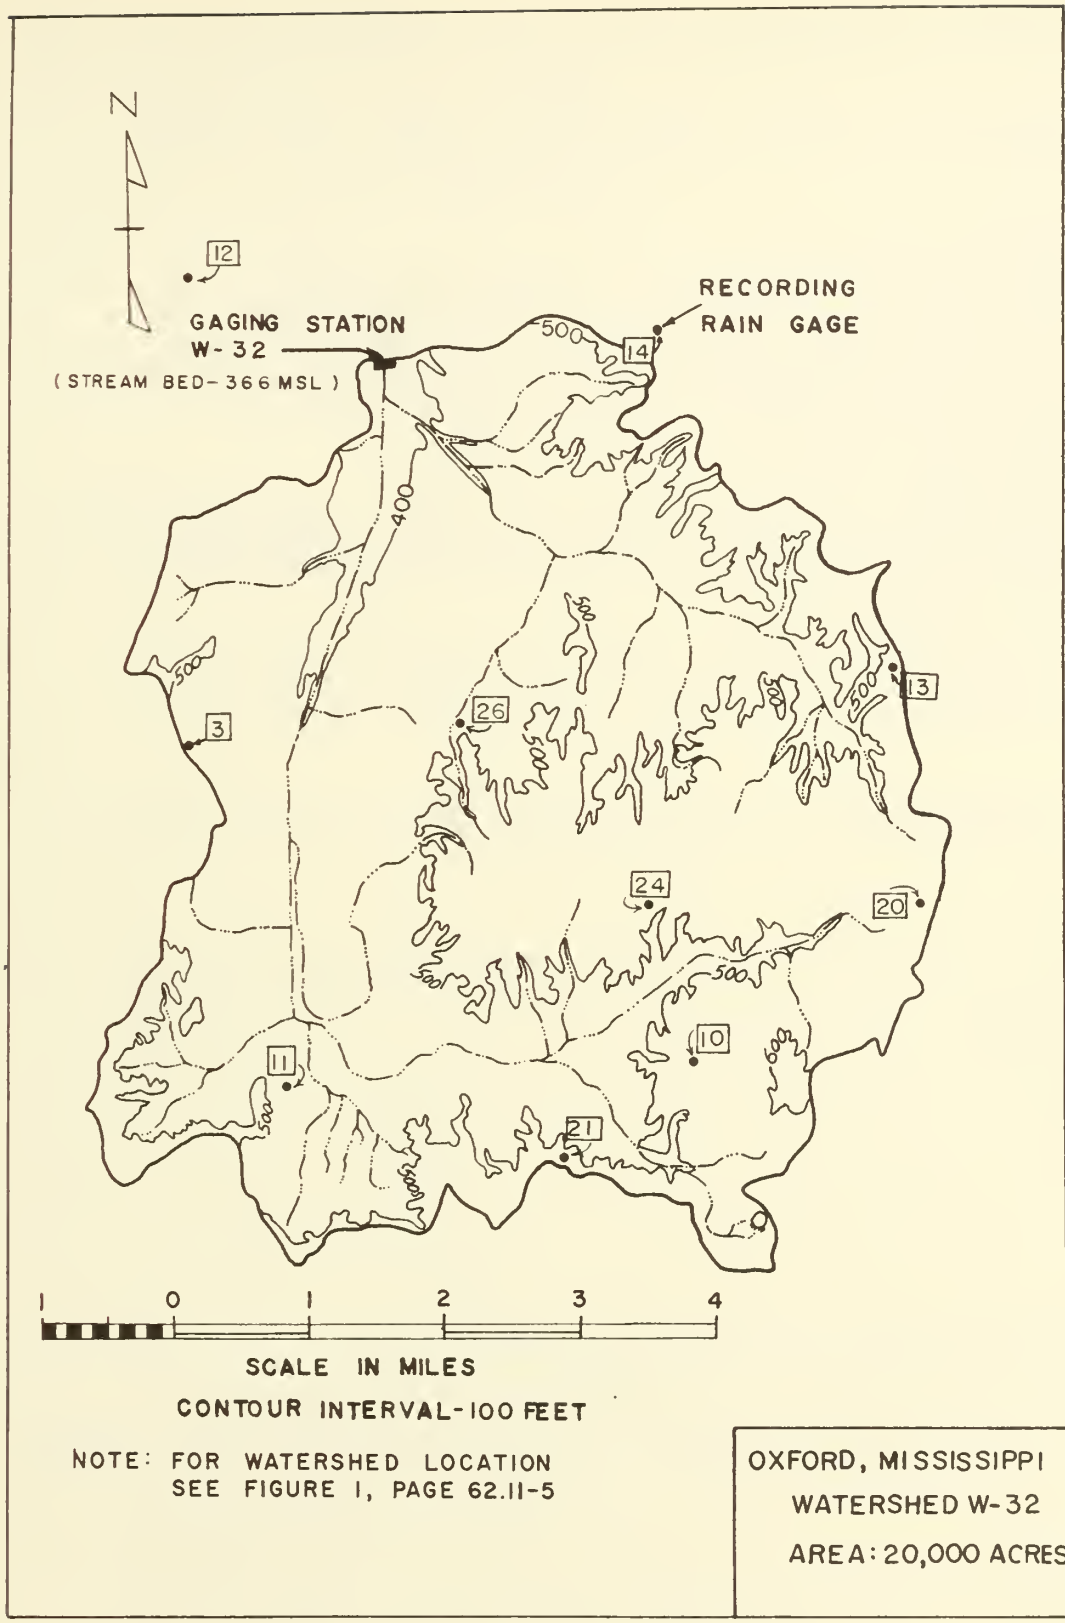 N
12
GAGING STATION
W-32
(STREAM BED-366 MSL)
RECORDING
RAIN GAGE
500
14
400
500
500
500
13
500
3
26
500
24
20
500
500
10
600
11
500
21
500
1 0 1 2 3 4
SCALE IN MILES
CONTOUR INTERVAL-100 FEET
NOTE: FOR WATERSHED LOCATION
SEE FIGURE 1, PAGE 62.11-5
OXFORD, MISSISSIPPI
WATERSHED W-32
AREA: 20,000 ACRES